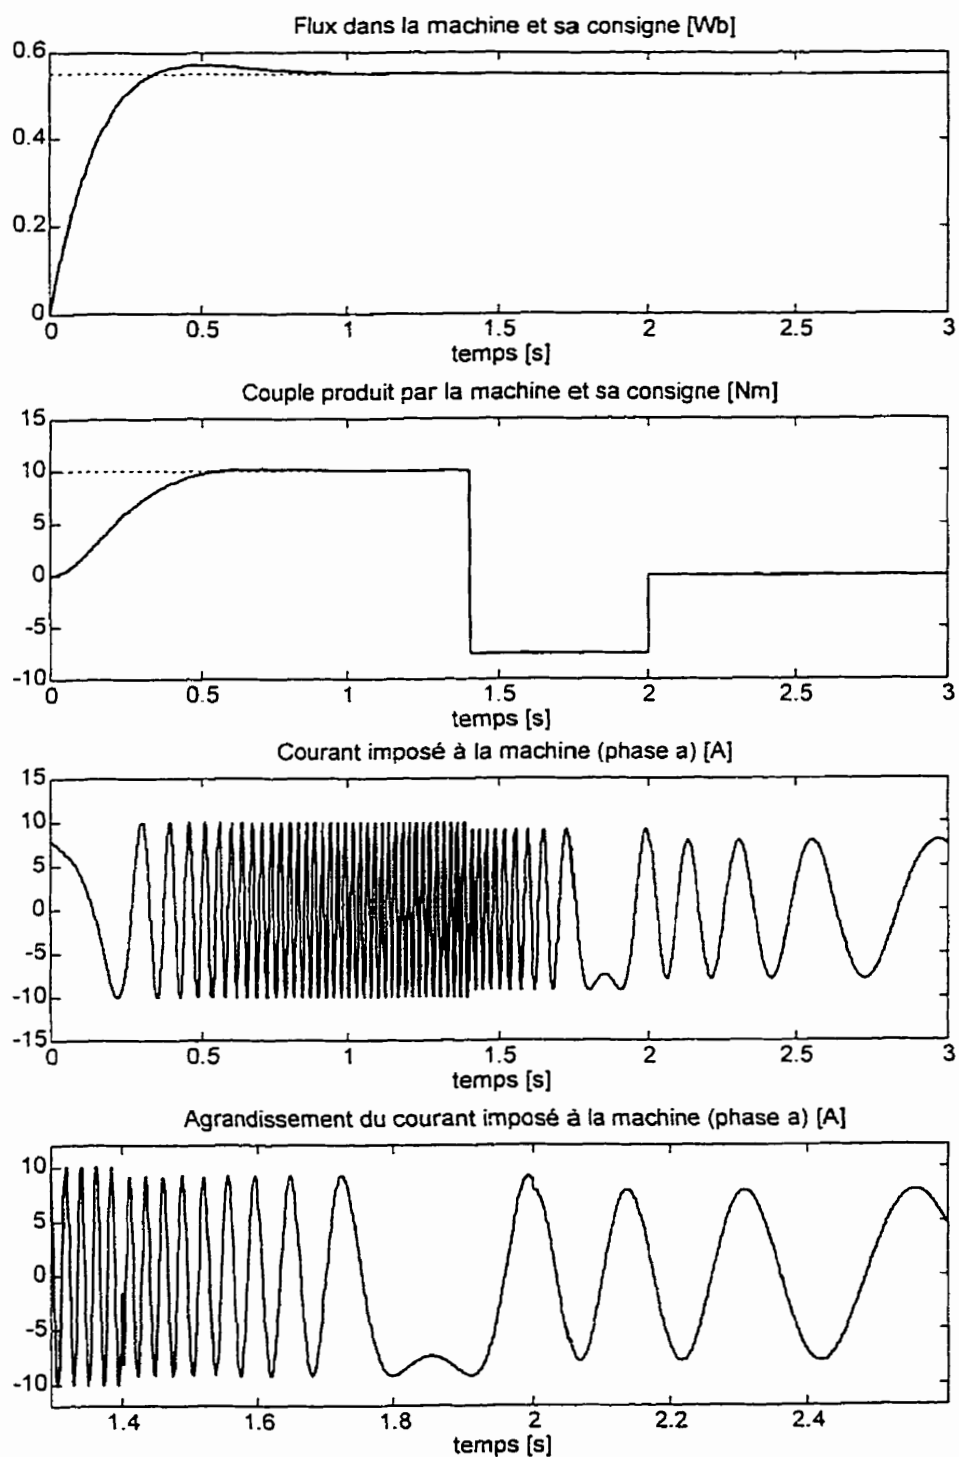 Flux dans la machine et sa consigne [Wb]
0.6
0.4
0.2
0
0 0.5 1 1.5 2 2.5 3
temps [s]
Couple produit par la machine et sa consigne [Nm]
15
10
5
0
-5
-10
0 0.5 1 1.5 2 2.5 3
temps [s]
Courant imposé à la machine (phase a) [A]
15
10
5
0
-5
-10
-15
0 0.5 1 1.5 2 2.5 3
temps [s]
Agrandissement du courant imposé à la machine (phase a) [A]
10
5
0
-5
-10
1.4 1.6 1.8 2 2.2 2.4
temps [s]